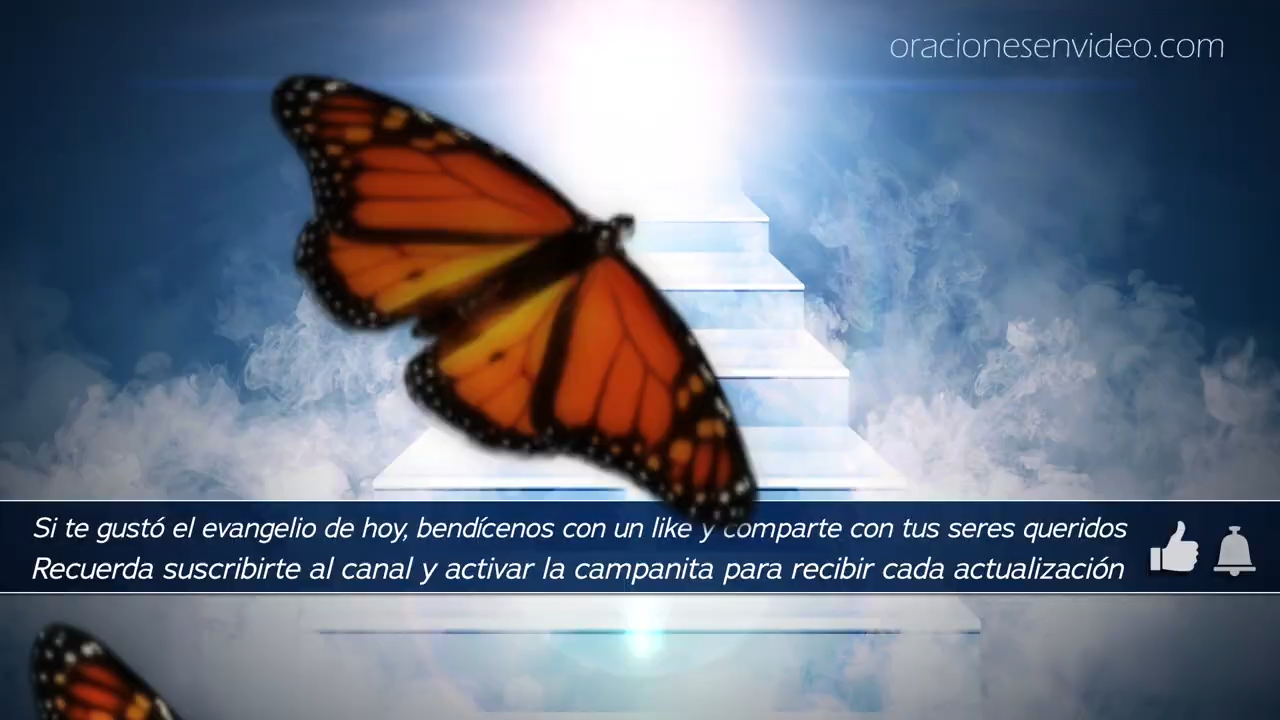 oracionesenvideo.com
Si te gustó el evangelio de hoy, bendícenos con un like y comparte con tus seres queridos
Recuerda suscribirte al canal y activar la campanita para recibir cada actualización